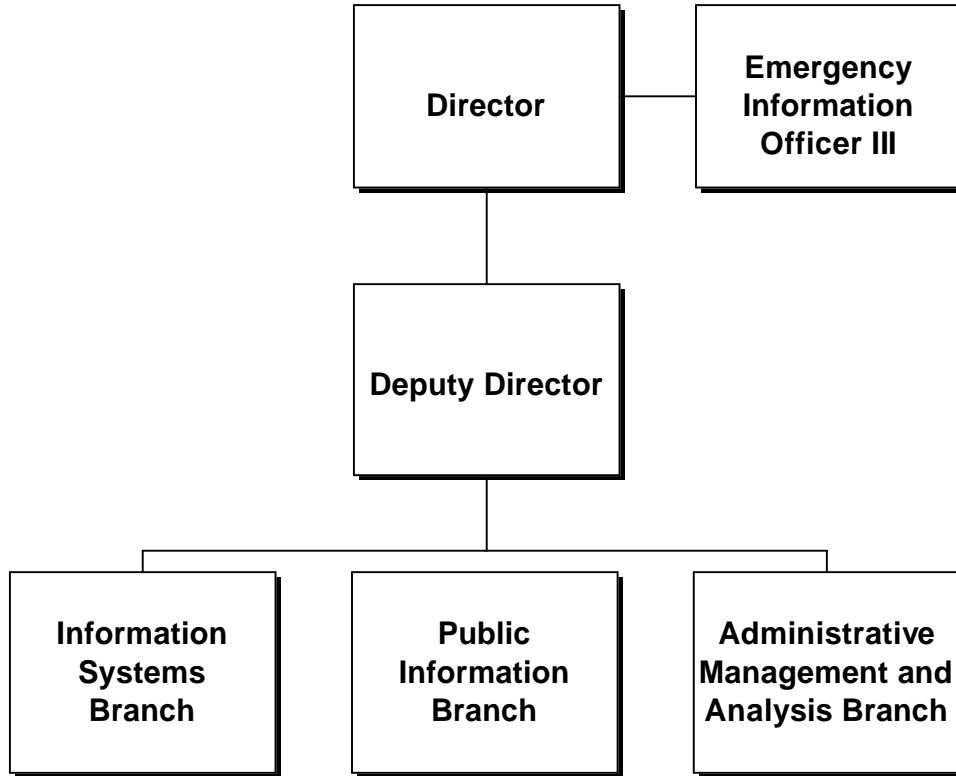 Director
Emergency
Information
Officer III
Deputy Director
Information
Systems
Branch
Public
Information
Branch
Administrative
Management and
Analysis Branch